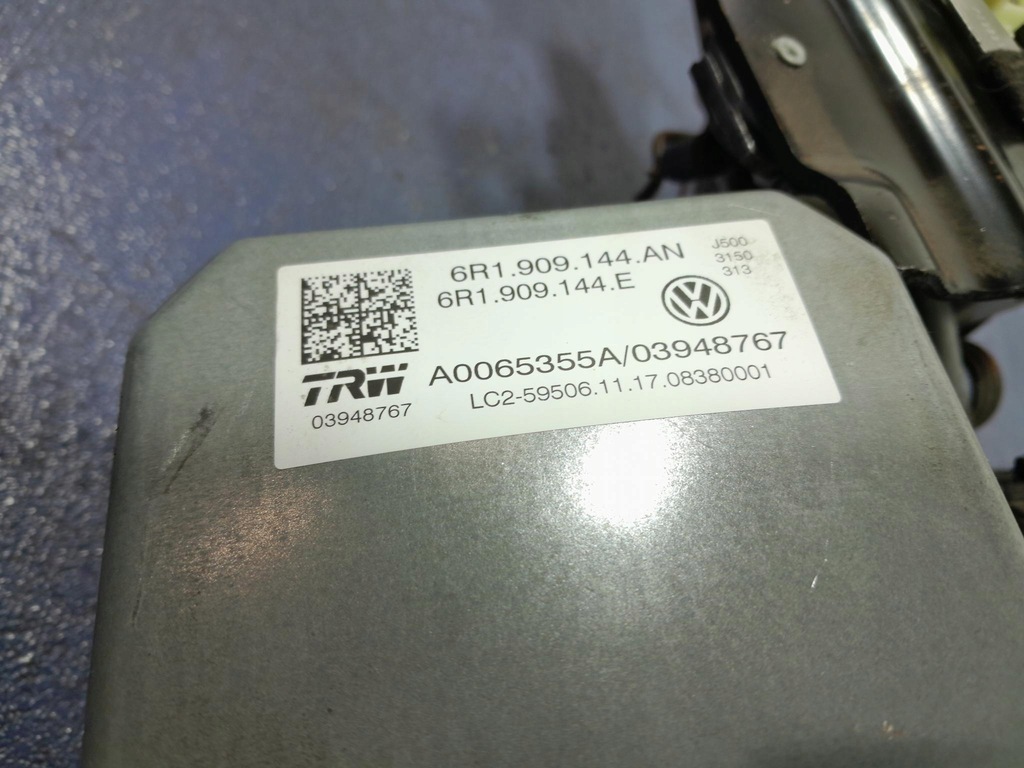 6R1.909.144.AN
6R1.909.144.E
J500
3150
313
VW
TRW
03948767
A0065355A/03948767
LC2-59506.11.17.08380001